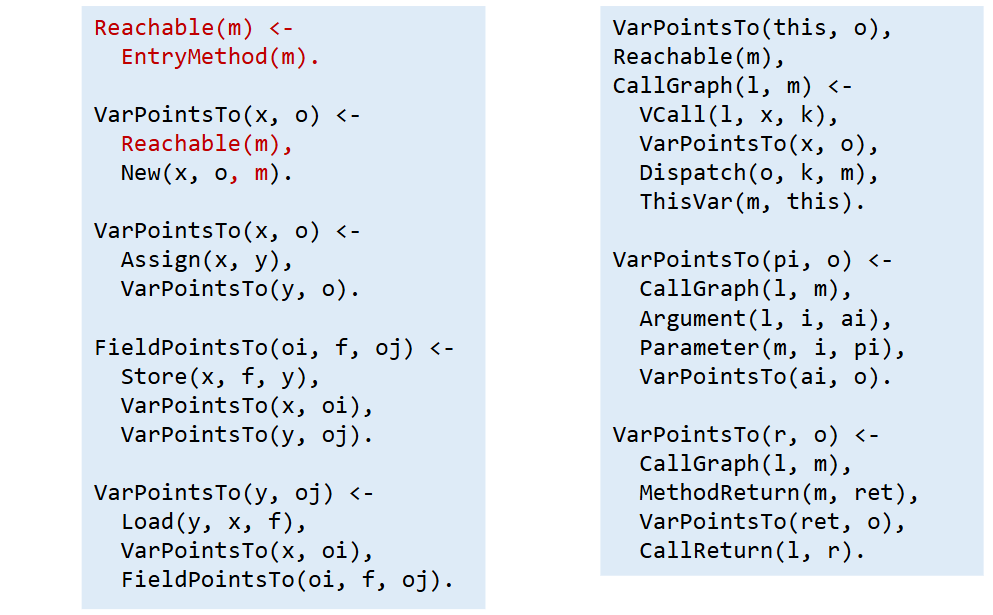 Reachable(m) <-
  EntryMethod(m).

VarPointsTo(x, o) <-
  Reachable(m),
  New(x, o, m).

VarPointsTo(x, o) <-
  Assign(x, y),
  VarPointsTo(y, o).

FieldPointsTo(oi, f, oj) <-
  Store(x, f, y),
  VarPointsTo(x, oi),
  VarPointsTo(y, oj).

VarPointsTo(y, oj) <-
  Load(y, x, f),
  VarPointsTo(x, oi),
  FieldPointsTo(oi, f, oj).

VarPointsTo(this, o),
Reachable(m),
CallGraph(l, m) <-
  VCall(l, x, k),
  VarPointsTo(x, o),
  Dispatch(o, k, m),
  ThisVar(m, this).

VarPointsTo(pi, o) <-
  CallGraph(l, m),
  Argument(l, i, ai),
  Parameter(m, i, pi),
  VarPointsTo(ai, o).

VarPointsTo(r, o) <-
  CallGraph(l, m),
  MethodReturn(m, ret),
  VarPointsTo(ret, o),
  CallReturn(l, r).